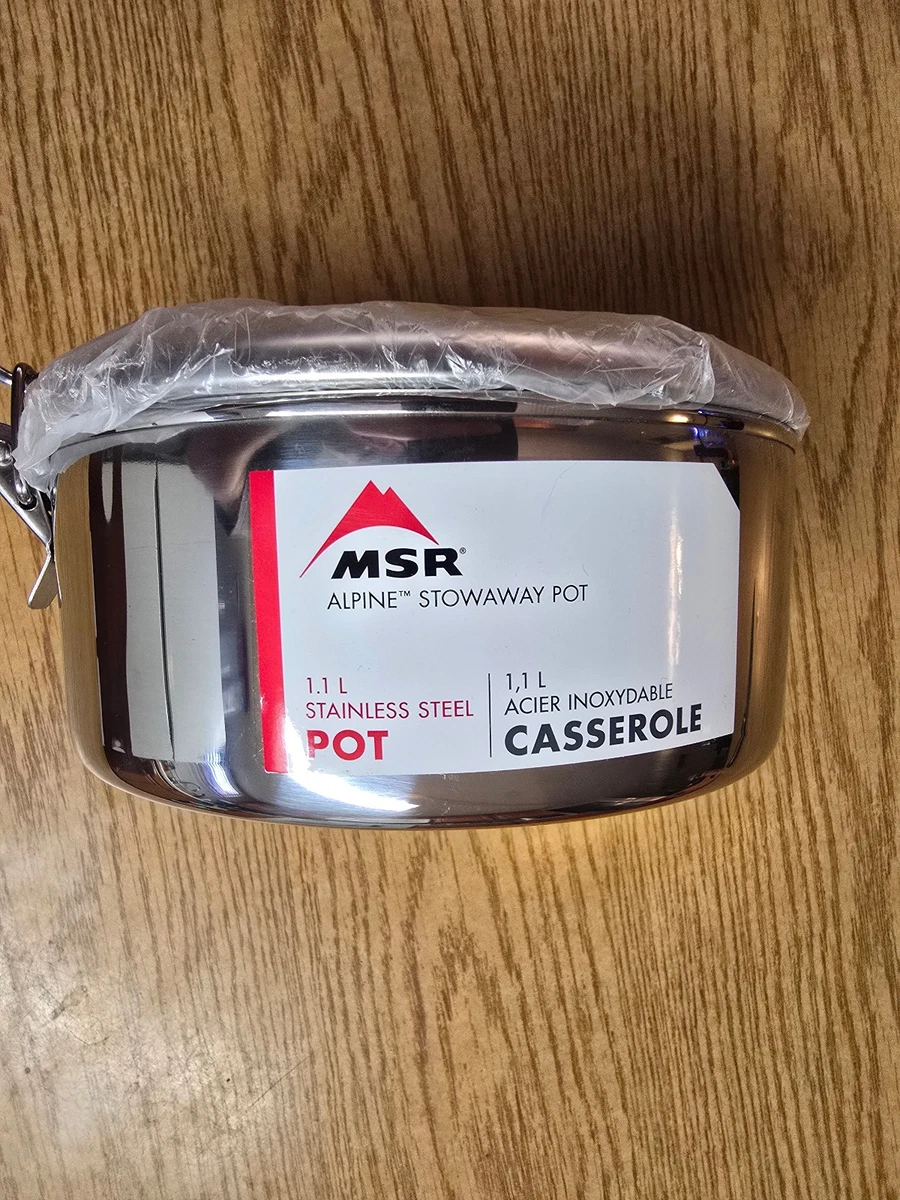 MSR®
ALPINE™ STOWAWAY POT
1.1 L
STAINLESS STEEL
POT
1,1 L
ACIER INOXYDABLE
CASSEROLE